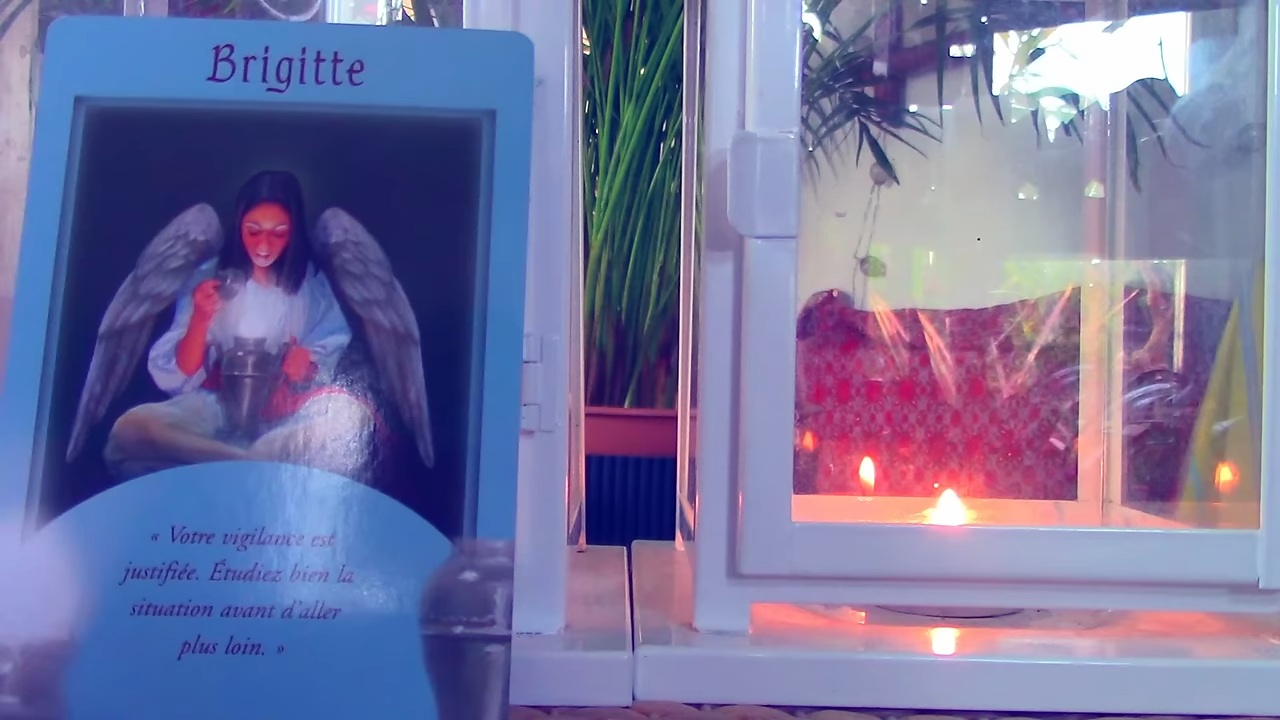 Brigitte
« Votre vigilance est
justifiée. Étudiez bien la
situation avant d'aller
plus loin. »